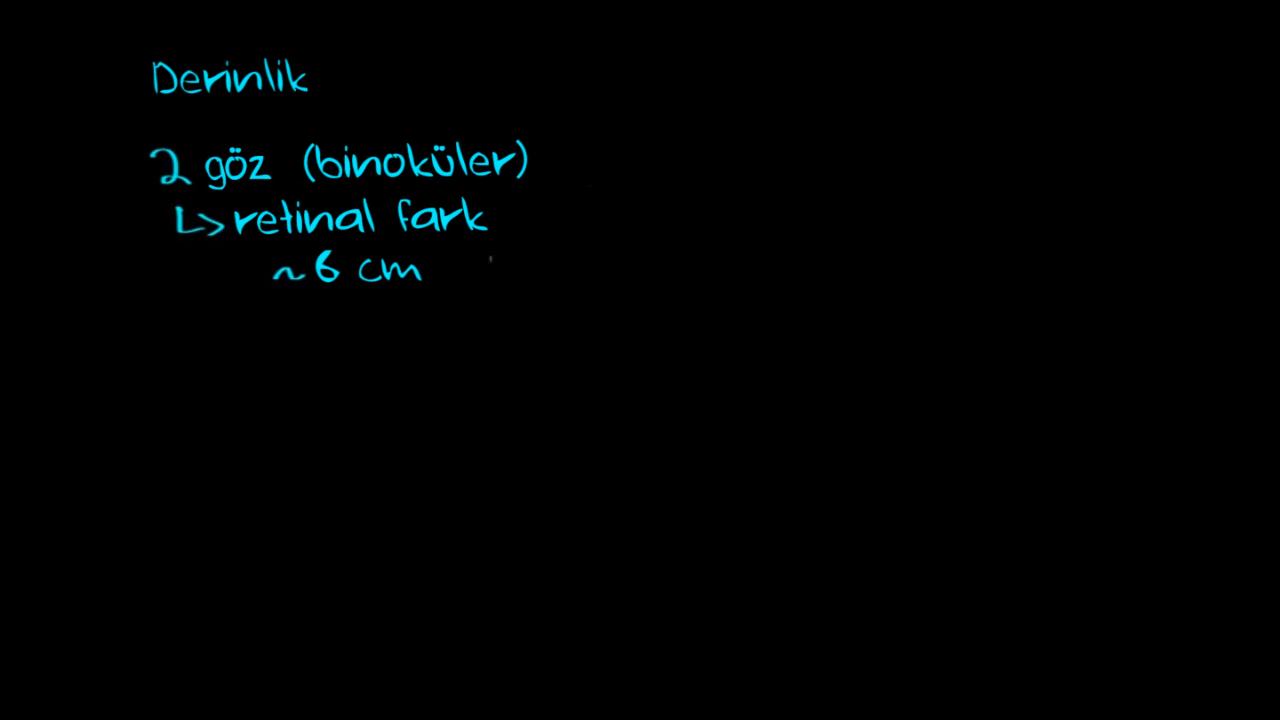 Derinlik
2 göz (binoküler)
↳ retinal fark
~6 cm